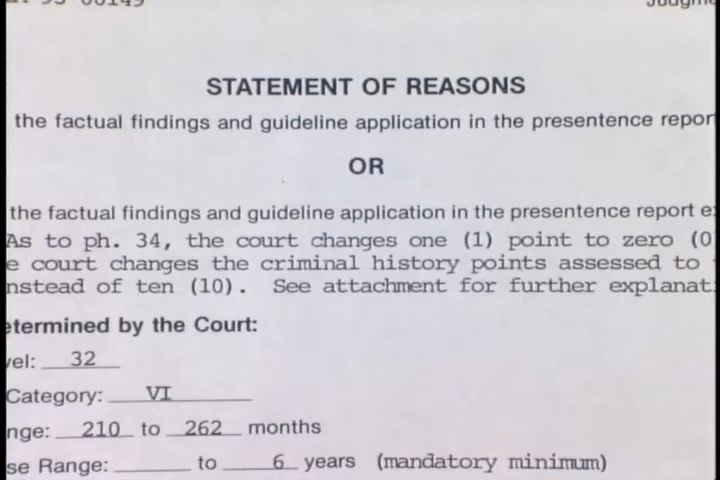 STATEMENT OF REASONS
the factual findings and guideline application in the presentence repor
OR
the factual findings and guideline application in the presentence report e
As to ph. 34, the court changes one (1) point to zero (0
e court changes the criminal history points assessed to
nstead of ten (10). See attachment for further explanat
etermined by the Court:
vel: 32
Category: VI
nge: 210 to 262 months
se Range: ____ to 6 years (mandatory minimum)